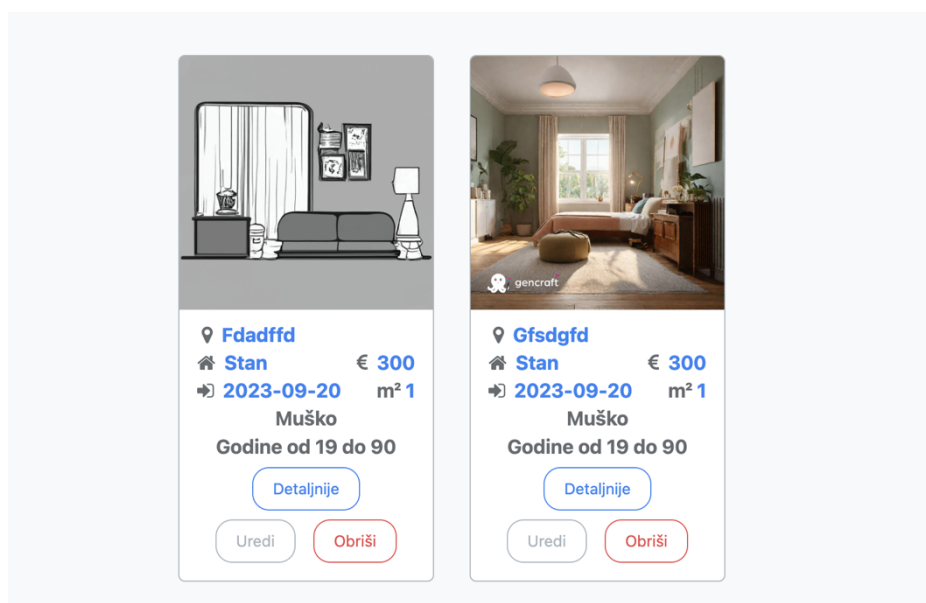 gencraft
Fdadffd
Stan € 300
2023-09-20 m² 1
Muško
Godine od 19 do 90
Detaljnije
Uredi Obriši
Gfsdgfd
Stan € 300
2023-09-20 m² 1
Muško
Godine od 19 do 90
Detaljnije
Uredi Obriši